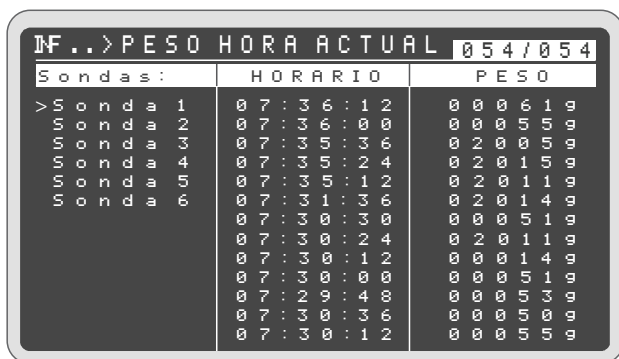 INF..>PESO HORA ACTUAL 054/054
Sondas: HORARIO PESO
>Sonda 1 07:36:12 00061g
Sonda 2 07:36:00 00055g
Sonda 3 07:35:36 02005g
Sonda 4 07:35:24 02015g
Sonda 5 07:35:12 02011g
Sonda 6 07:31:36 02014g
07:30:30 00051g
07:30:24 02011g
07:30:12 00014g
07:30:00 00051g
07:29:48 00053g
07:30:36 00050g
07:30:12 00055g